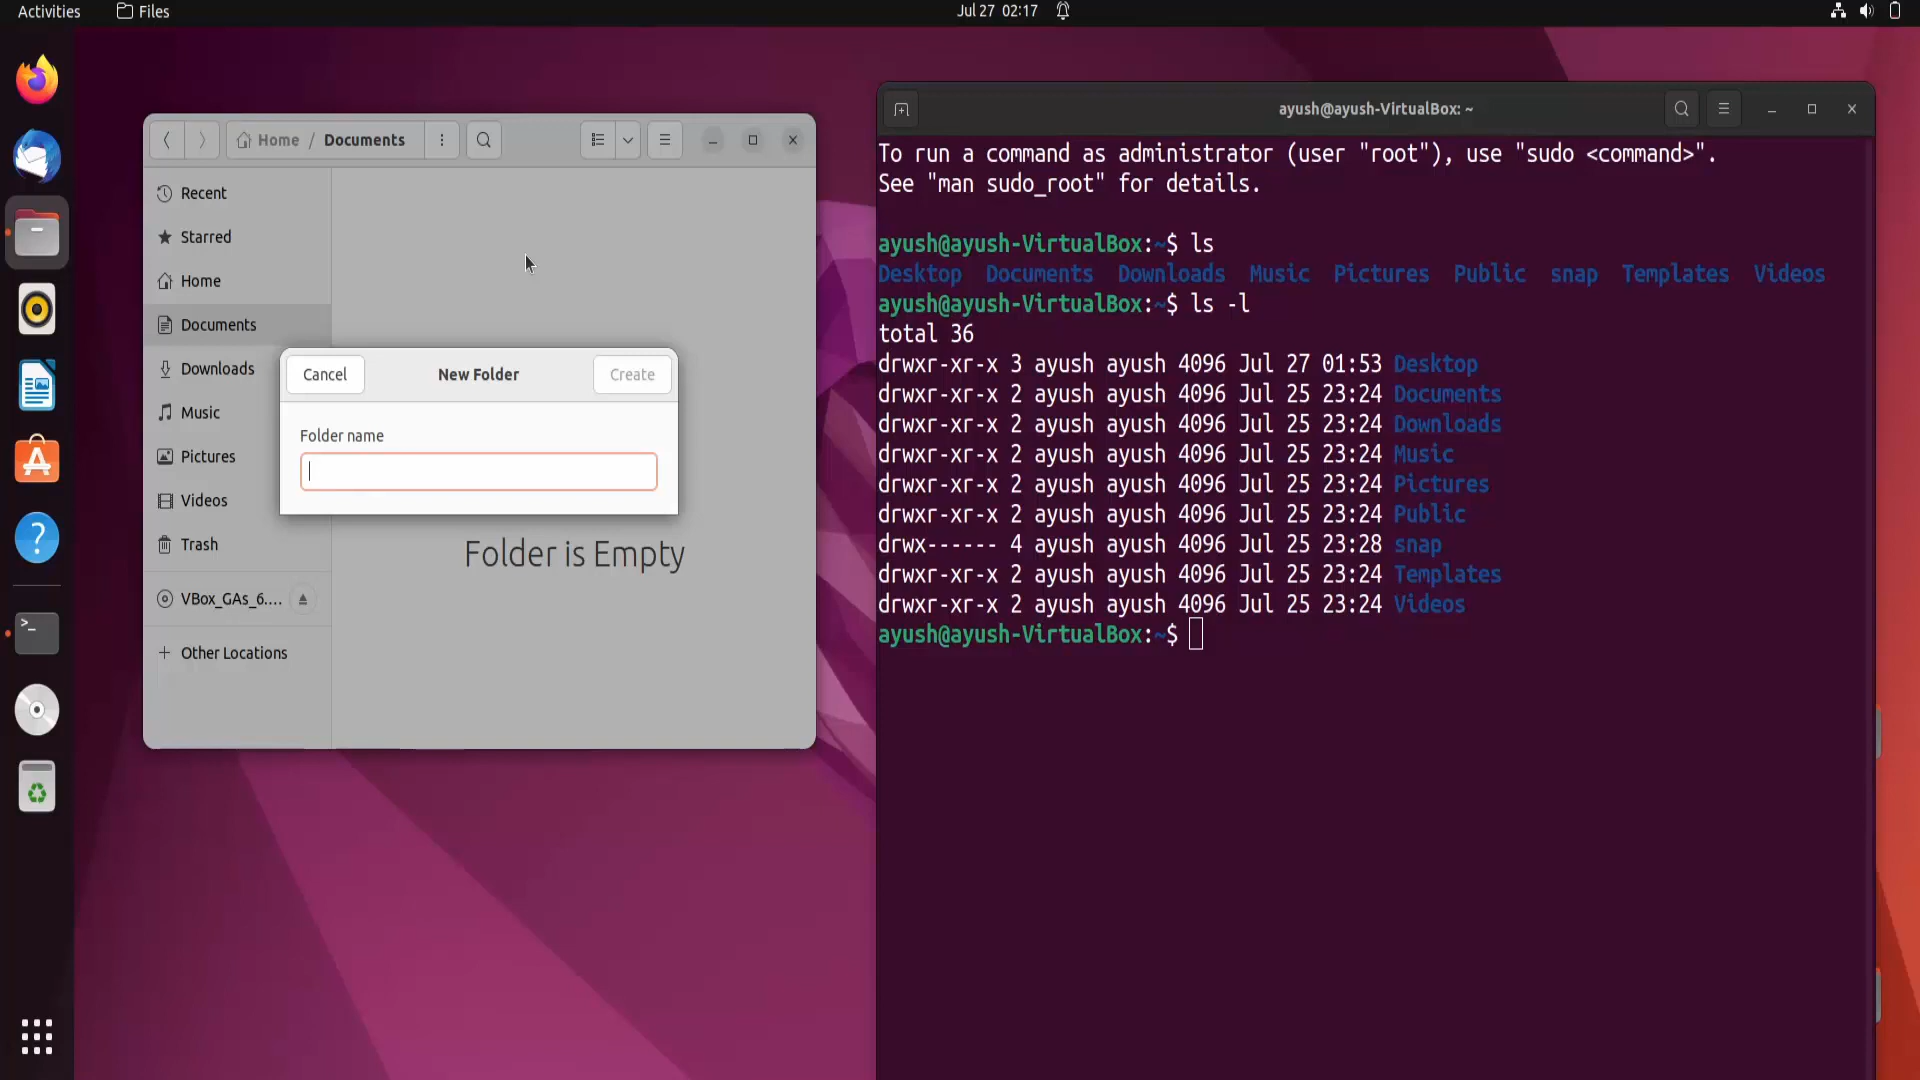 Activities
Files
Jul 27 02:17
Home / Documents
Recent
Starred
Home
Documents
Downloads
Music
Pictures
Videos
Trash
VBox_GAs_6....
+ Other Locations
Cancel
New Folder
Create
Folder name
Folder is Empty
ayush@ayush-VirtualBox: ~
To run a command as administrator (user "root"), use "sudo <command>".
See "man sudo_root" for details.
ayush@ayush-VirtualBox:~$ ls
Desktop Documents Downloads Music Pictures Public snap Templates Videos
ayush@ayush-VirtualBox:~$ ls -l
total 36
drwxr-xr-x 3 ayush ayush 4096 Jul 27 01:53 Desktop
drwxr-xr-x 2 ayush ayush 4096 Jul 25 23:24 Documents
drwxr-xr-x 2 ayush ayush 4096 Jul 25 23:24 Downloads
drwxr-xr-x 2 ayush ayush 4096 Jul 25 23:24 Music
drwxr-xr-x 2 ayush ayush 4096 Jul 25 23:24 Pictures
drwxr-xr-x 2 ayush ayush 4096 Jul 25 23:24 Public
drwx------ 4 ayush ayush 4096 Jul 25 23:28 snap
drwxr-xr-x 2 ayush ayush 4096 Jul 25 23:24 Templates
drwxr-xr-x 2 ayush ayush 4096 Jul 25 23:24 Videos
ayush@ayush-VirtualBox:~$